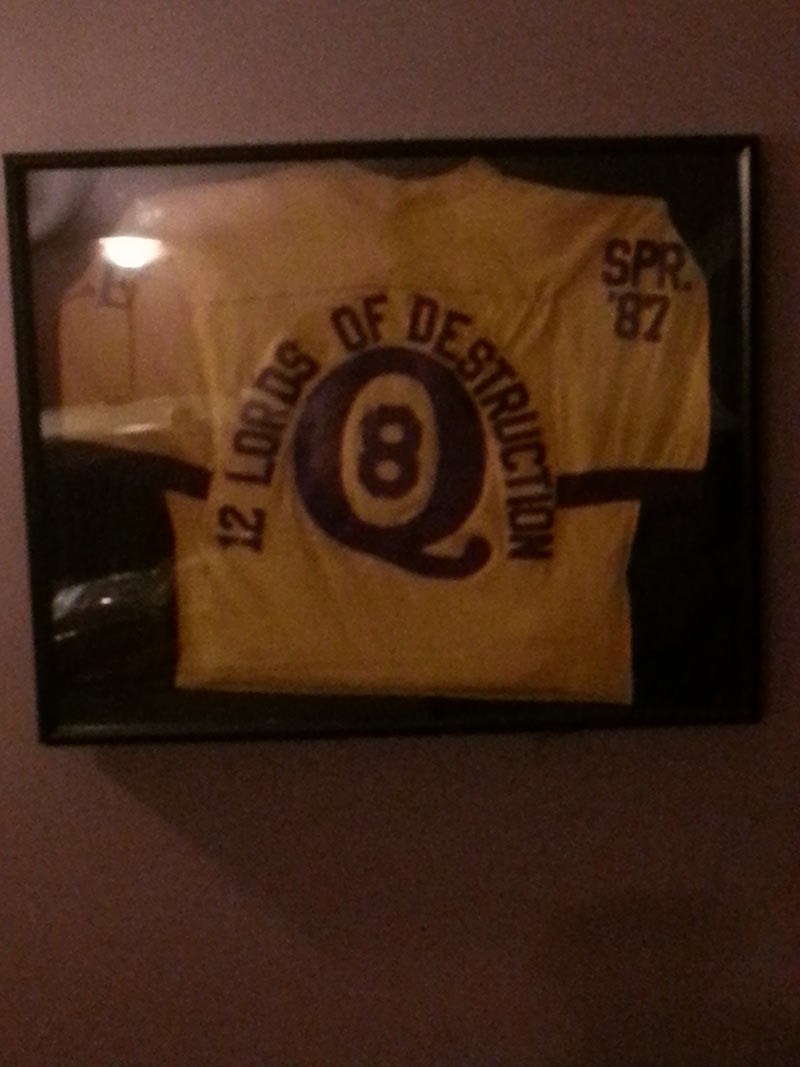 12 LORDS OF DESTRUCTION
Q
8
SPR.
'87